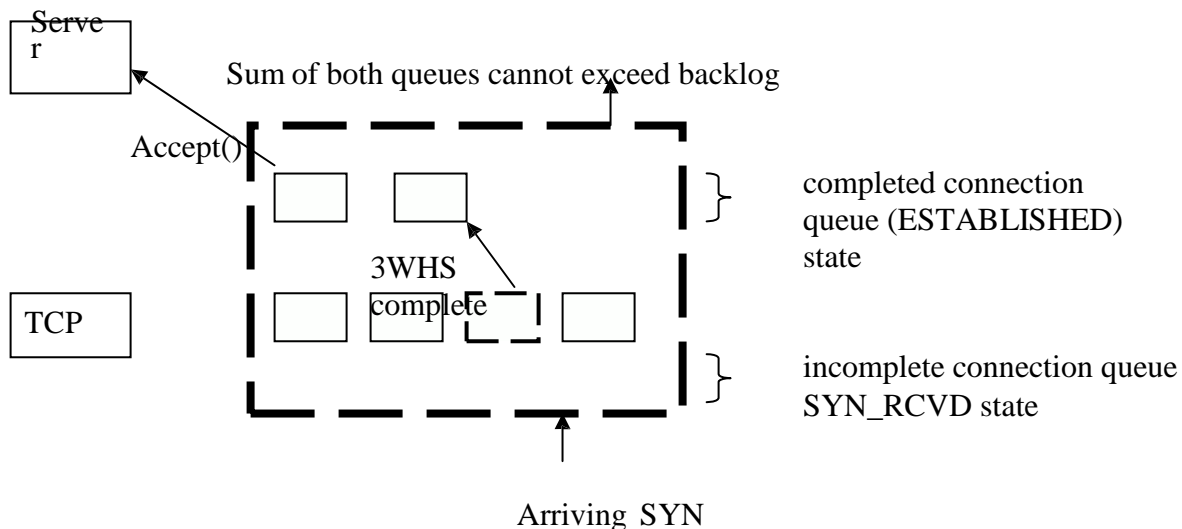 Serve
r
Sum of both queues cannot exceed backlog
Accept()
completed connection
queue (ESTABLISHED)
state
3WHS
complete
TCP
incomplete connection queue
SYN_RCVD state
Arriving SYN